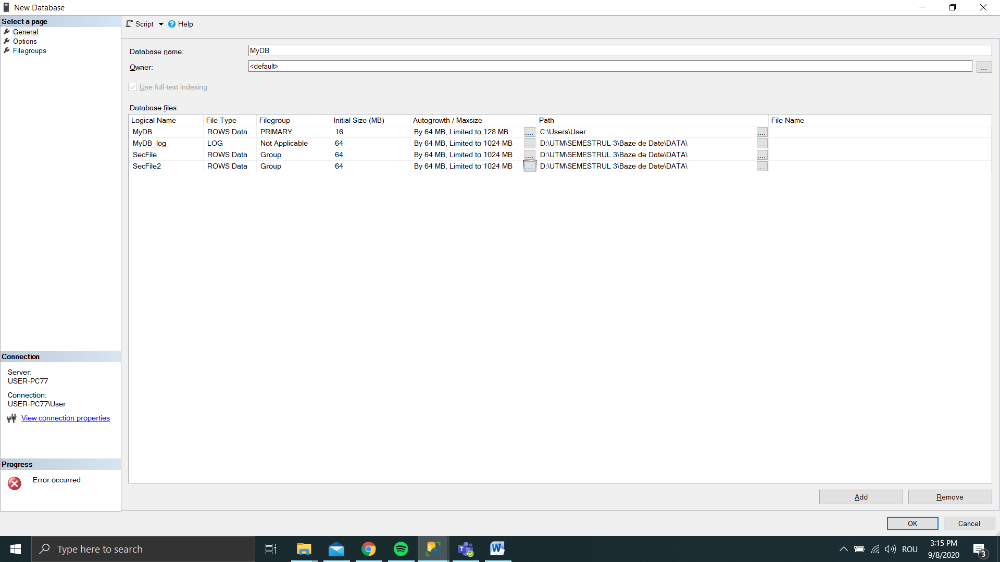 New Database
Select a page
General
Options
Filegroups
Script
Help
Database name:
MyDB
Owner:
<default>
...
Use full-text indexing
Database files:
Logical Name File Type Filegroup Initial Size (MB) Autogrowth / Maxsize Path File Name
MyDB ROWS Data PRIMARY 16 By 64 MB, Limited to 128 MB .... C:\Users\User ....
MyDB_log LOG Not Applicable 64 By 64 MB, Limited to 1024 MB .... D:\UTM\SEMESTRUL 3\Baze de Date\DATA\ ....
SecFile ROWS Data Group 64 By 64 MB, Limited to 1024 MB .... D:\UTM\SEMESTRUL 3\Baze de Date\DATA\ ....
SecFile2 ROWS Data Group 64 By 64 MB, Limited to 1024 MB .... D:\UTM\SEMESTRUL 3\Baze de Date\DATA\ ....
Connection
Server:
USER-PC77
Connection:
USER-PC77\User
View connection properties
Progress
Error occurred
Add
Remove
OK
Cancel
Type here to search
ROU
3:15 PM
9/8/2020
3